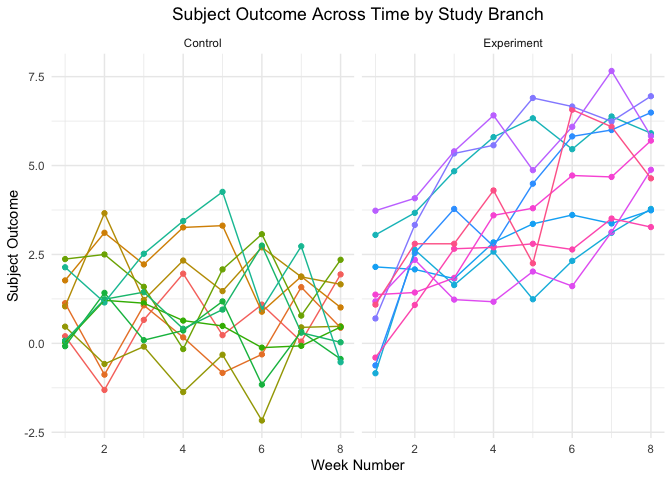 Subject Outcome Across Time by Study Branch
Control
Experiment
7.5
5.0
2.5
0.0
-2.5
Subject Outcome
2 4 6 8
2 4 6 8
Week Number